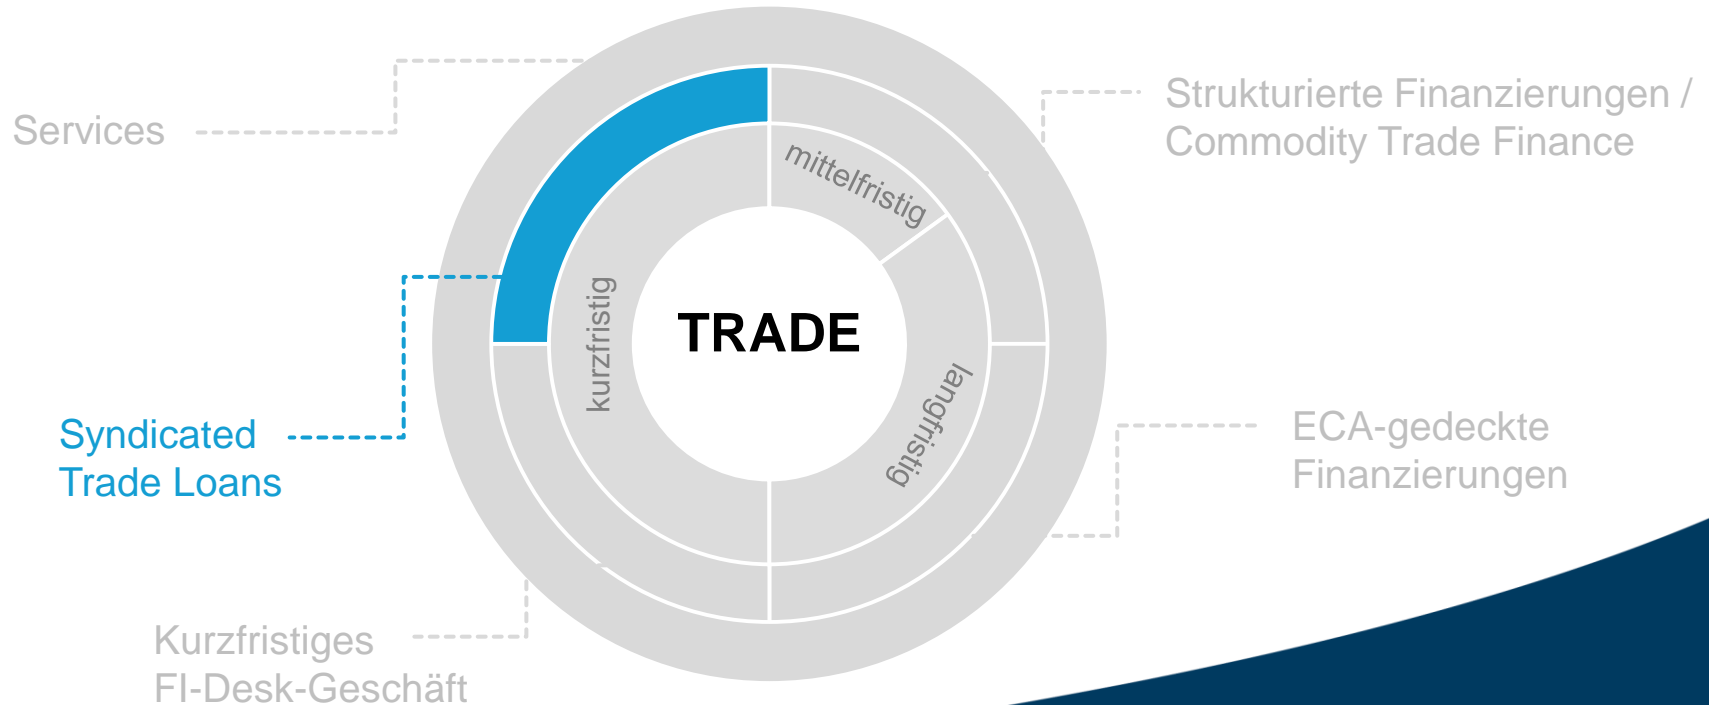 Services
Strukturierte Finanzierungen /
Commodity Trade Finance
mittelfristig
kurzfristig
TRADE
langfristig
Syndicated
Trade Loans
ECA-gedeckte
Finanzierungen
Kurzfristiges
FI-Desk-Geschäft